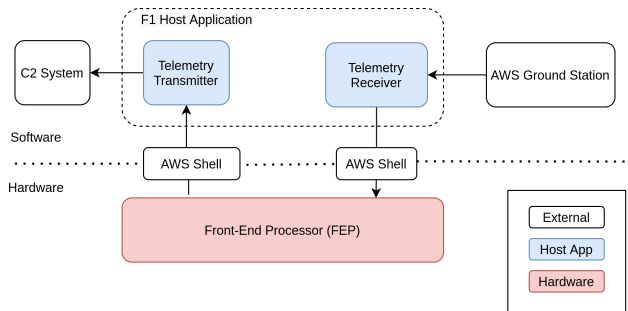 F1 Host Application
C2 System
Telemetry
Transmitter
Telemetry
Receiver
AWS Ground Station
Software
AWS Shell
AWS Shell
Hardware
Front-End Processor (FEP)
External
Host App
Hardware